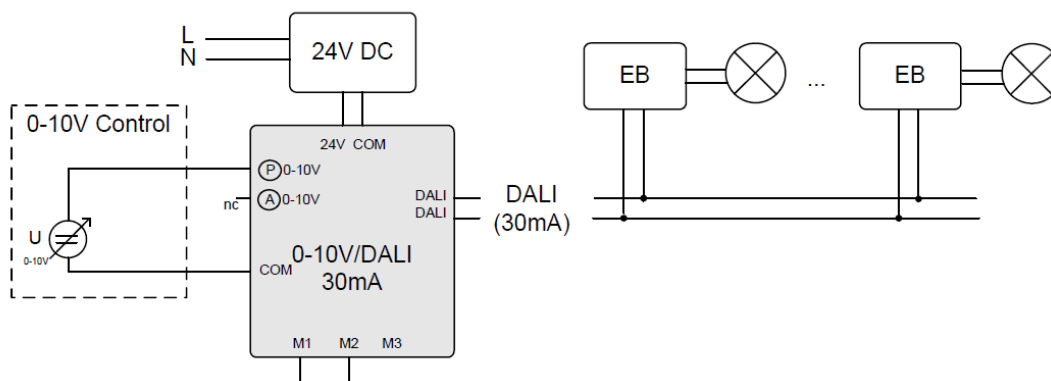 L
N
24V DC
EB
...
EB
0-10V Control
24V COM
P 0-10V
nc
A 0-10V
DALI
DALI
DALI
(30mA)
U
0-10V
0-10V/DALI
30mA
COM
M1 M2 M3